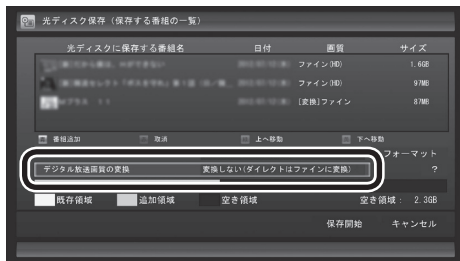 光ディスク保存(保存する番組の一覧)
光ディスクに保存する番組名 日付 画質 サイズ
ファイン(HD) 1.6GB
ファイン(HD) 97MB
[変換]ファイン 87MB
番組追加 取消 上へ移動 下へ移動
フォーマット
デジタル放送画質の変換 変換しない(ダイレクトはファインに変換) ?
既存領域 追加領域 空き領域 空き領域: 2.3GB
保存開始 キャンセル